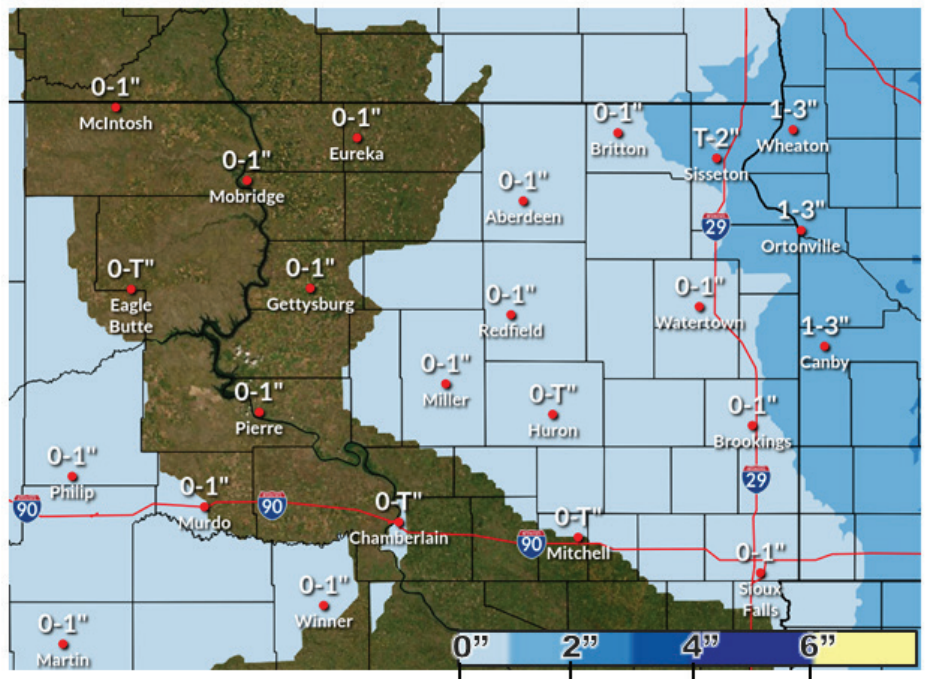 0-1"
McIntosh
0-1"
Eureka
0-1"
Britton
T-2"
Sisseton
1-3"
Wheaton
0-1"
Mobridge
0-1"
Aberdeen
1-3"
Ortonville
29
0-T"
Eagle
Butte
0-1"
Gettysburg
0-1"
Redfield
0-1"
Watertown
1-3"
Canby
0-1"
Miller
0-1"
Pierre
0-T"
Huron
0-1"
Brookings
0-1"
Philip
90
0-1"
Murdo
90
0-T"
Chamberlain
29
90
0-T"
Mitchell
0-1"
Sioux
Falls
0-1"
Winner
0-1"
Martin
0” 2” 4” 6”